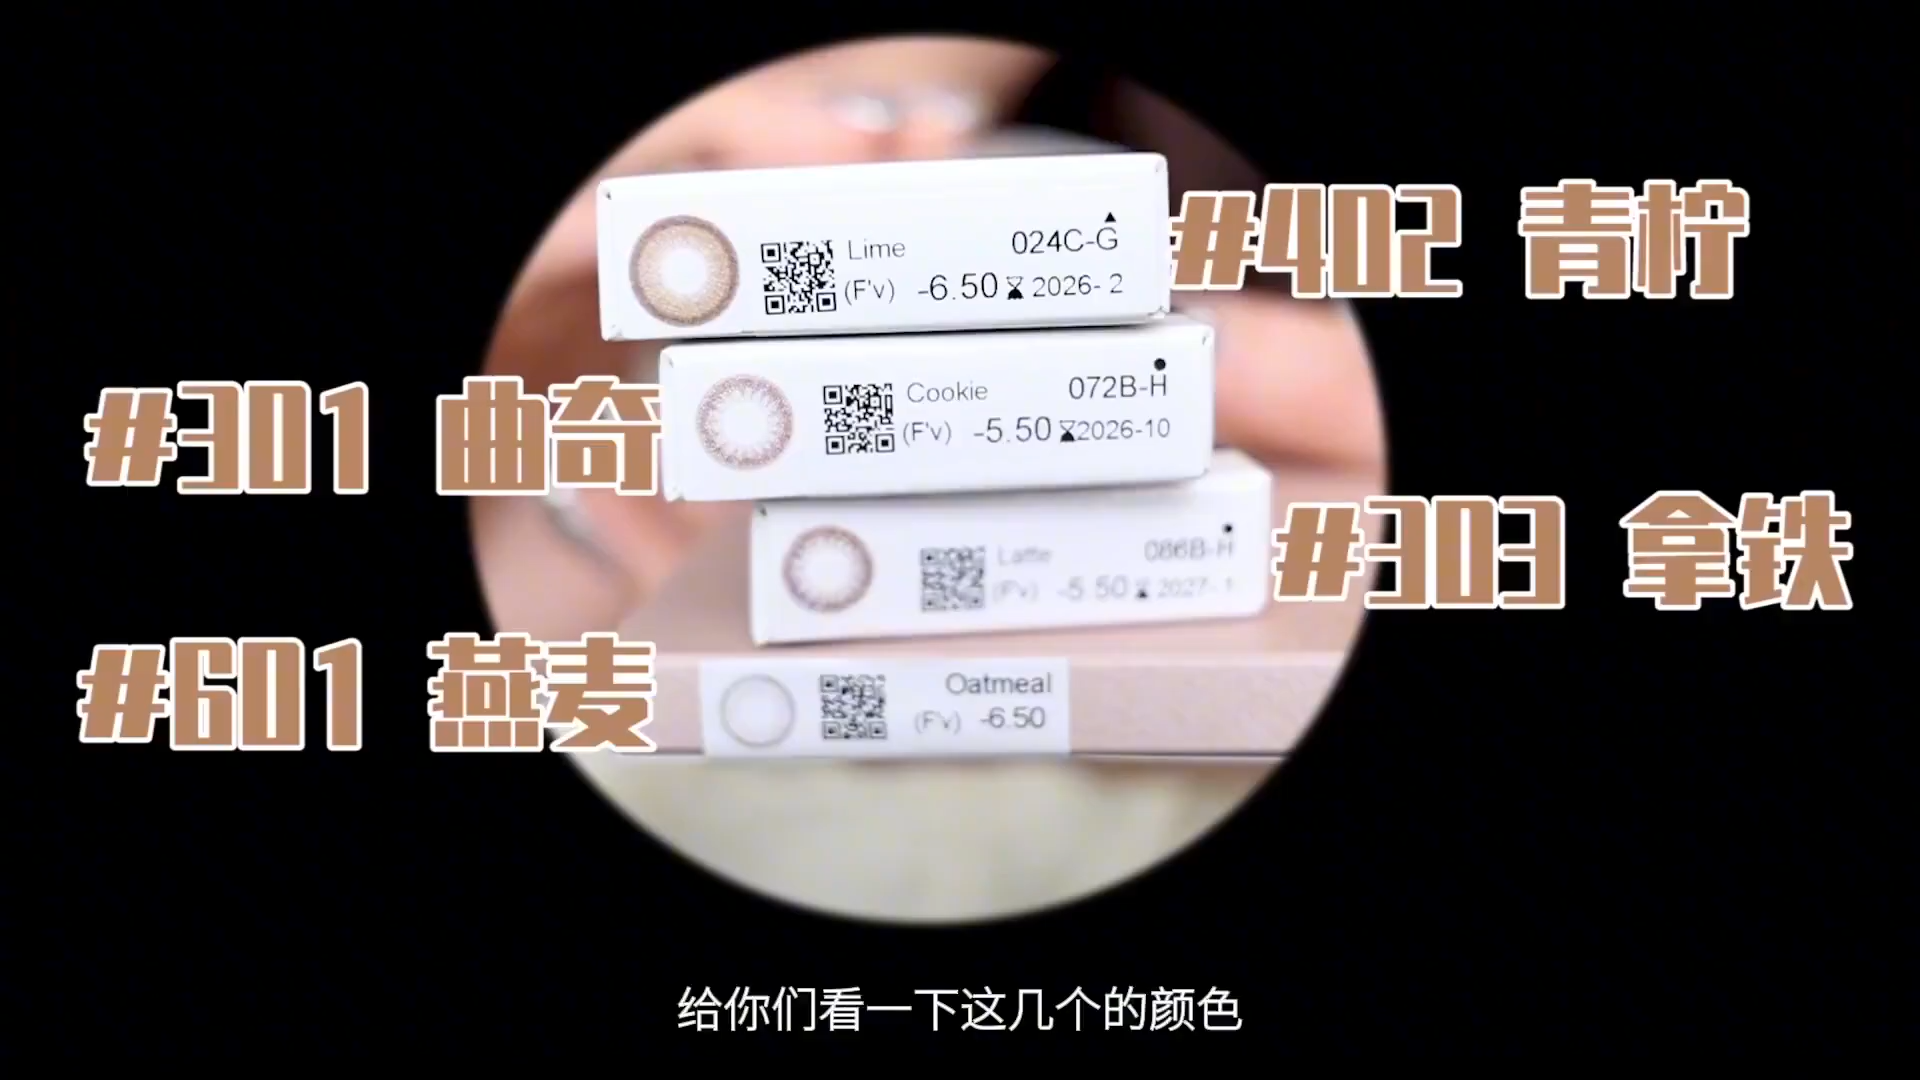 Lime 024C-G
(F'v) -6.50 2026- 2
#402 青柠
#301 曲奇
Cookie 072B-H
(F'v) -5.50 2026-10
Latte 086B-H
(F'v) -5.50 2027- 1
#303 拿铁
#601 燕麦
Oatmeal
(F'v) -6.50
给你们看一下这几个的颜色